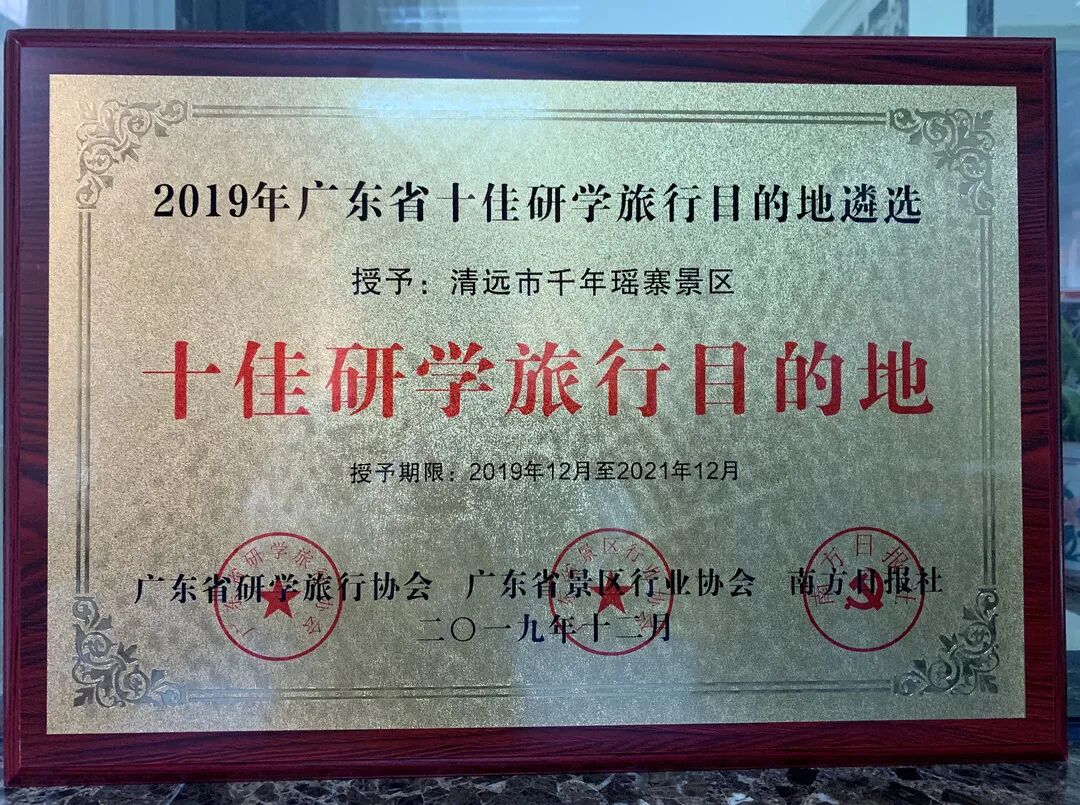 2019年广东省十佳研学旅行目的地遴选
授予：清远市千年瑶寨景区
十佳研学旅行目的地
授予期限：2019年12月至2021年12月
广东省研学旅行协会 广东省景区行业协会 南方日报社
二〇一九年十二月